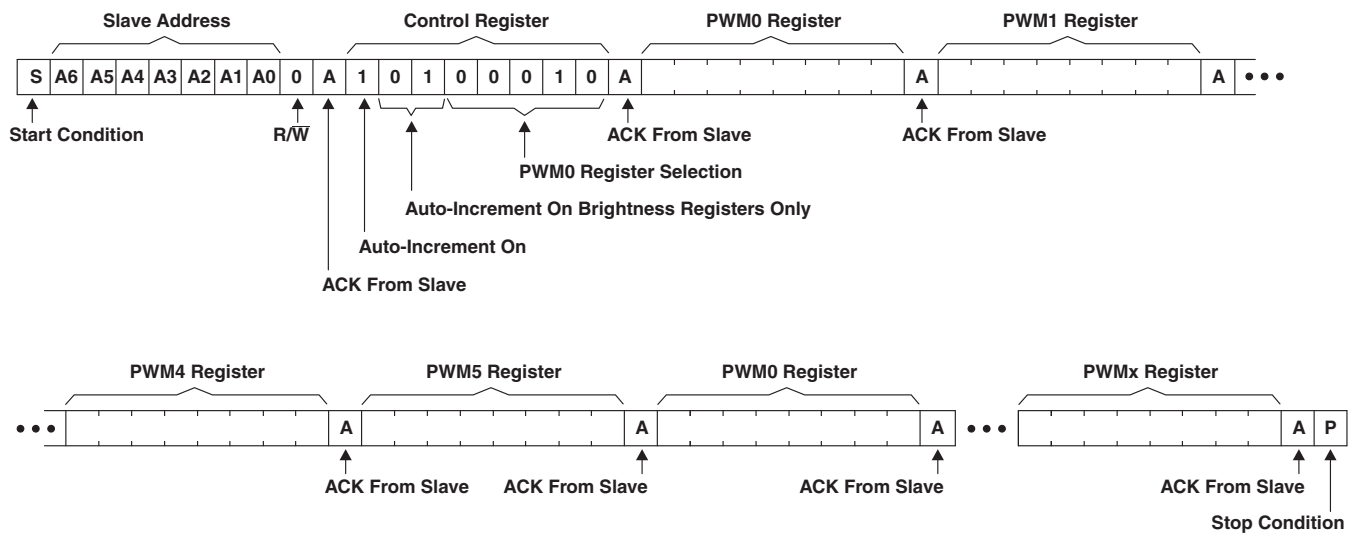 Slave Address Control Register PWM0 Register PWM1 Register
S A6 A5 A4 A3 A2 A1 A0 0 A 1 0 1 0 0 0 1 0 A A A •••
Start Condition R/W̅ ACK From Slave ACK From Slave
PWM0 Register Selection
Auto-Increment On Brightness Registers Only
Auto-Increment On
ACK From Slave
PWM4 Register PWM5 Register PWM0 Register PWMx Register
••• A A A ••• A P
ACK From Slave ACK From Slave ACK From Slave ACK From Slave
Stop Condition